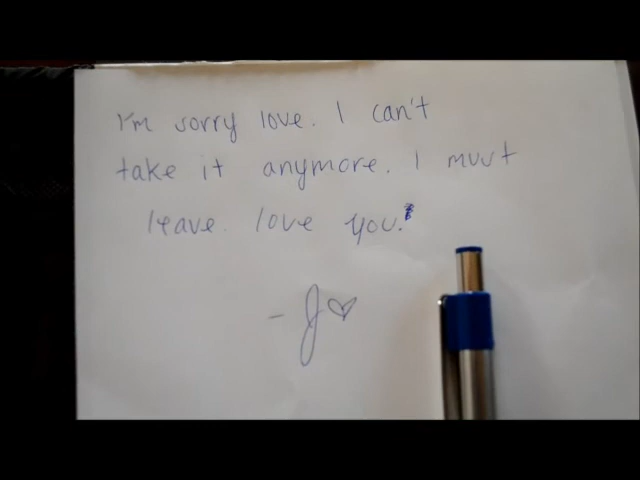 I'm sorry love. I can't
take it anymore. I must
leave. love you.
- J